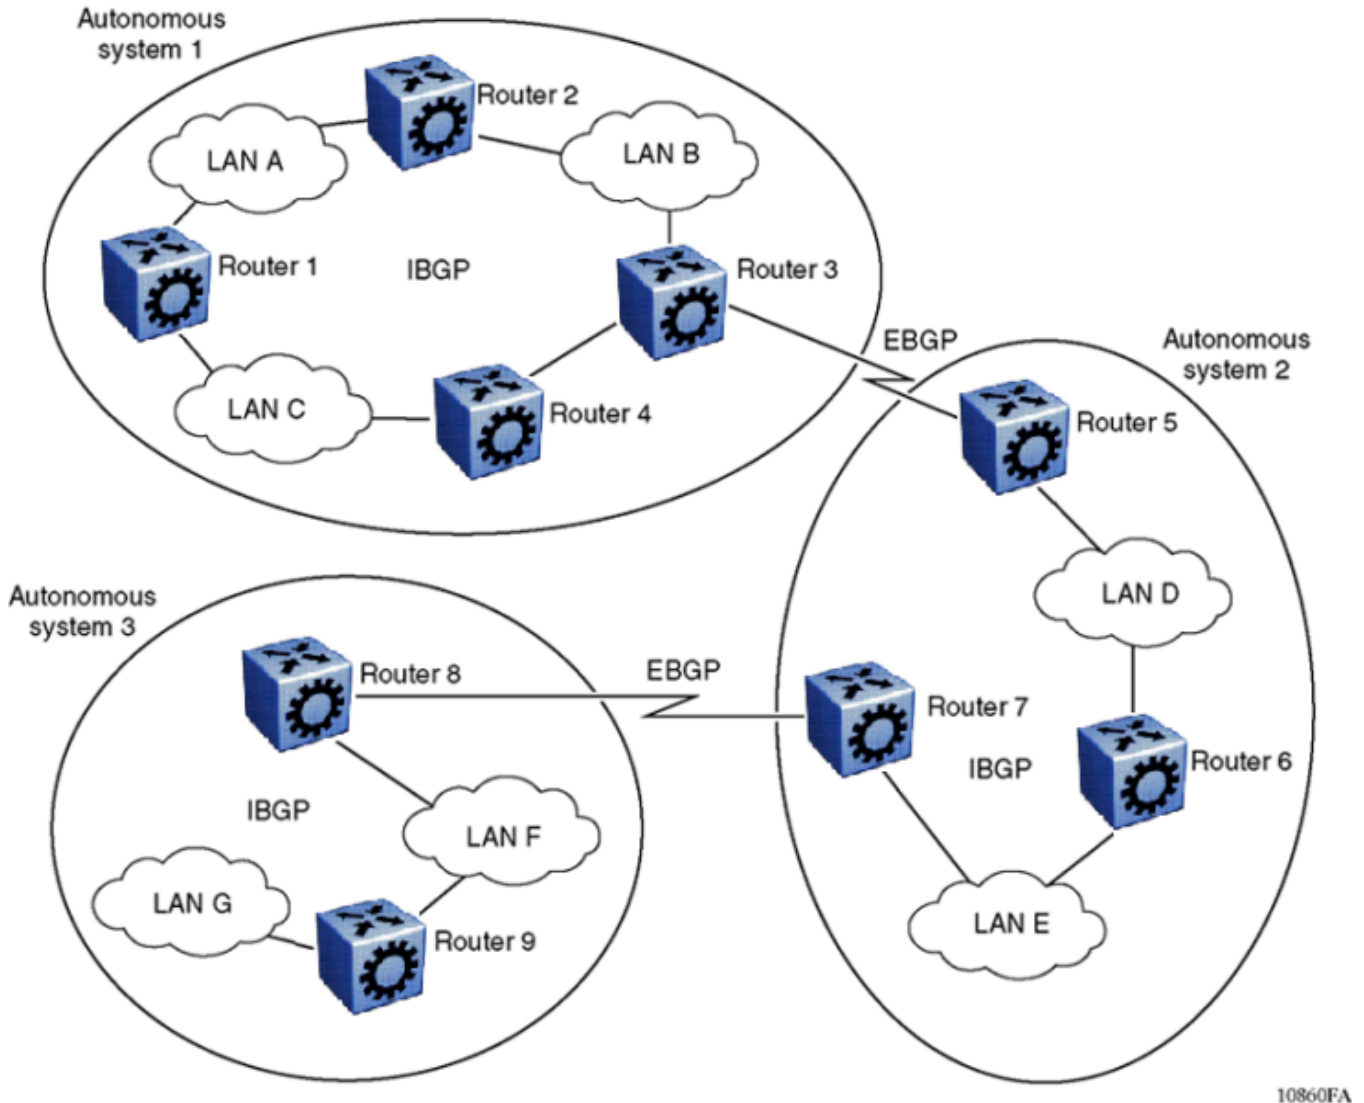 Autonomous
system 1
Router 2
LAN A
LAN B
Router 1
IBGP
Router 3
EBGP
Autonomous
system 2
LAN C
Router 4
Router 5
LAN D
Autonomous
system 3
Router 8
EBGP
Router 7
IBGP
Router 6
IBGP
LAN F
LAN G
Router 9
LAN E
10860FA